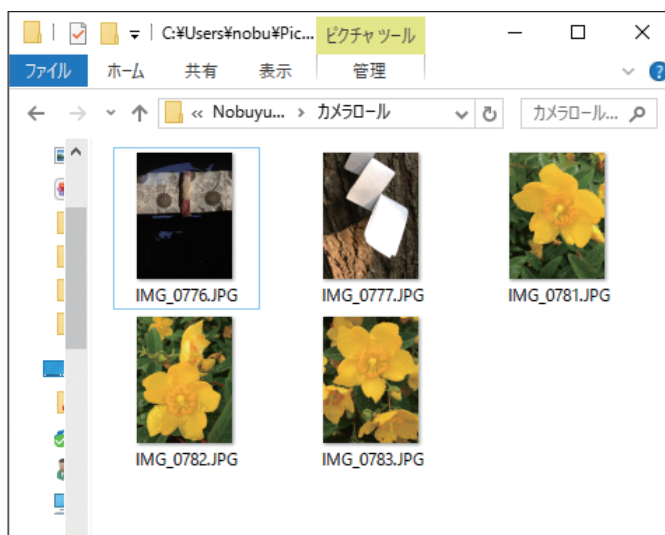 C:¥Users¥nobu¥Pic... ピクチャ ツール
ファイル ホーム 共有 表示 管理
« Nobuyu... › カメラロール カメラロール...
IMG_0776.JPG IMG_0777.JPG IMG_0781.JPG
IMG_0782.JPG IMG_0783.JPG